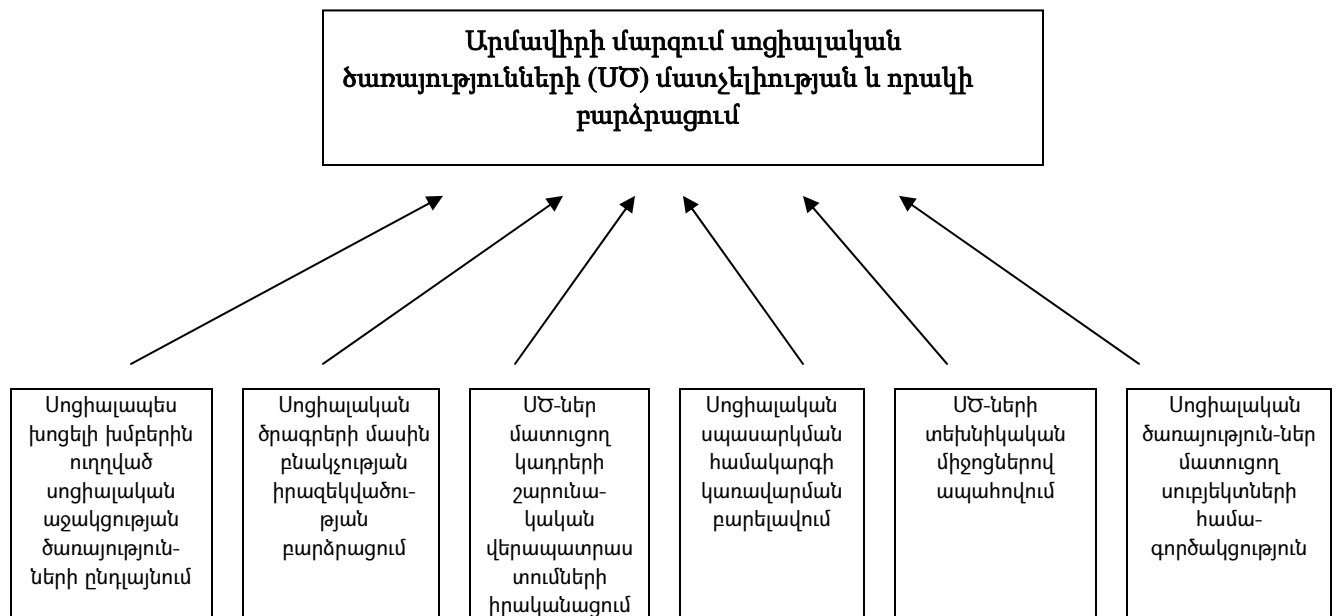 Արմավիրի մարզում սոցիալական
ծառայությունների (ՍԾ) մատչելիության և որակի
բարձրացում
Սոցիալապես
խոցելի խմբերին
ուղղված
սոցիալական
աջակցության
ծառայություն-
ների ընդլայնում
Սոցիալական
ծրագրերի մասին
բնակչության
իրազեկվածու-
թյան
բարձրացում
ՍԾ-ներ
մատուցող
կադրերի
շարունա-
կական
վերապատրաս
տումների
իրականացում
Սոցիալական
սպասարկման
համակարգի
կառավարման
բարելավում
ՍԾ-ների
տեխնիկական
միջոցներով
ապահովում
Սոցիալական
ծառայություն-ներ
մատուցող
սուբյեկտների
համա-
գործակցություն